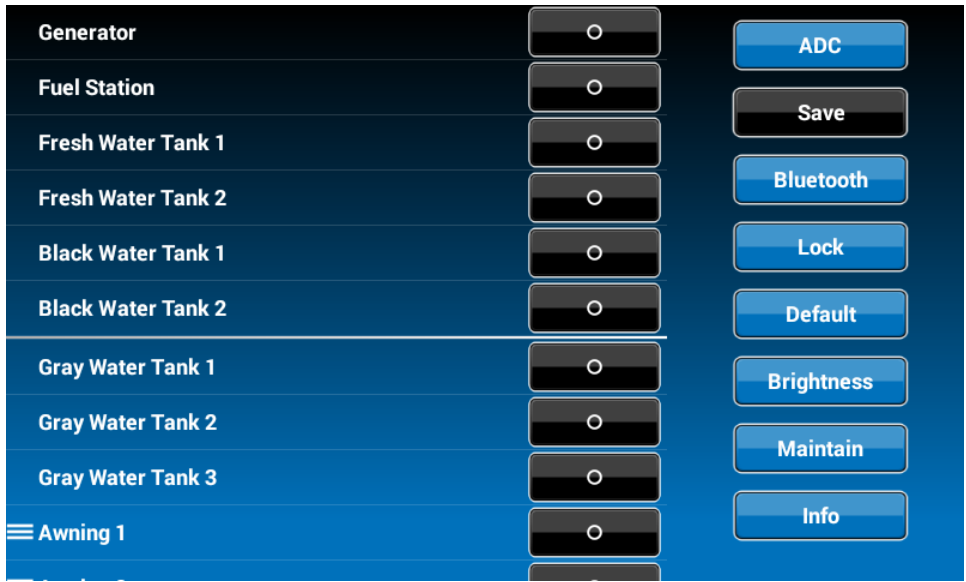 Generator
Fuel Station
Fresh Water Tank 1
Fresh Water Tank 2
Black Water Tank 1
Black Water Tank 2
Gray Water Tank 1
Gray Water Tank 2
Gray Water Tank 3
Awning 1
ADC
Save
Bluetooth
Lock
Default
Brightness
Maintain
Info